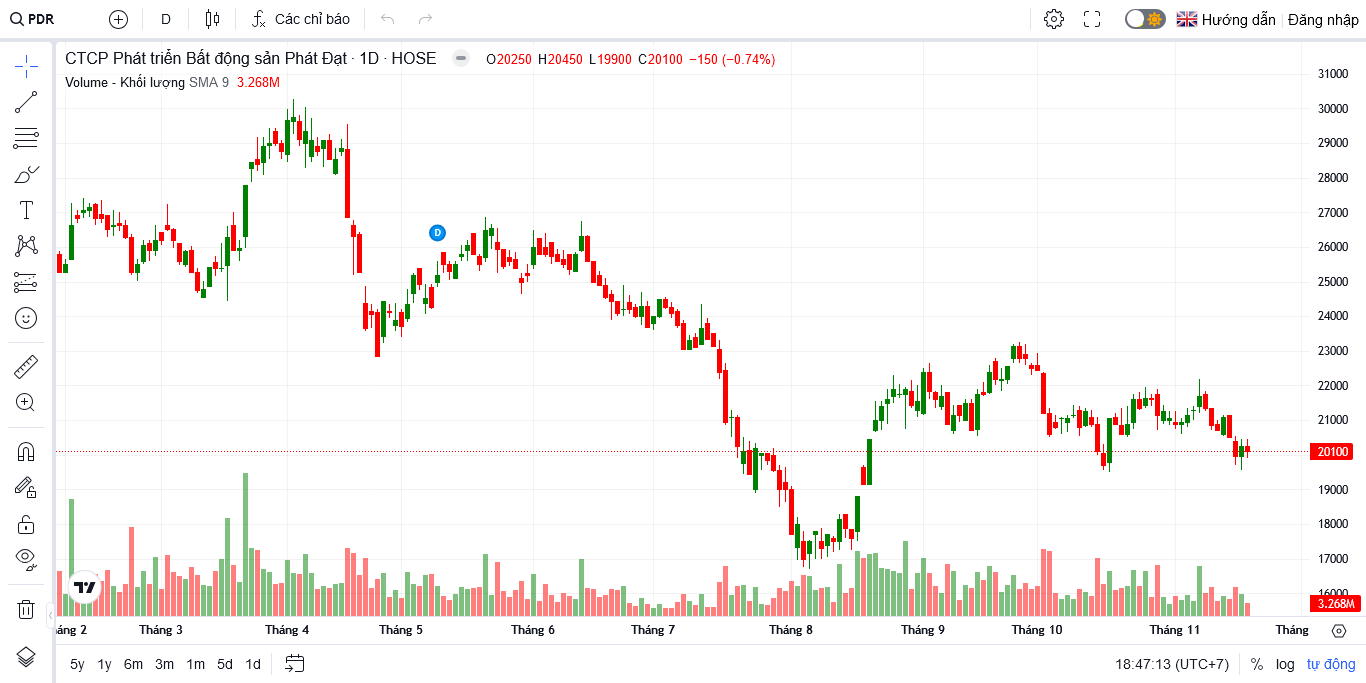 PDR D Các chỉ báo Hướng dẫn Đăng nhập
CTCP Phát triển Bất động sản Phát Đạt · 1D · HOSE O20250 H20450 L19900 C20100 −150 (−0.74%)
Volume - Khối lượng SMA 9 3.268M
D
31000
30000
29000
28000
27000
26000
25000
24000
23000
22000
21000
20100
19000
18000
17000
16000
3.268M
áng 2 Tháng 3 Tháng 4 Tháng 5 Tháng 6 Tháng 7 Tháng 8 Tháng 9 Tháng 10 Tháng 11 Tháng
5y 1y 6m 3m 1m 5d 1d 18:47:13 (UTC+7) % log tự động